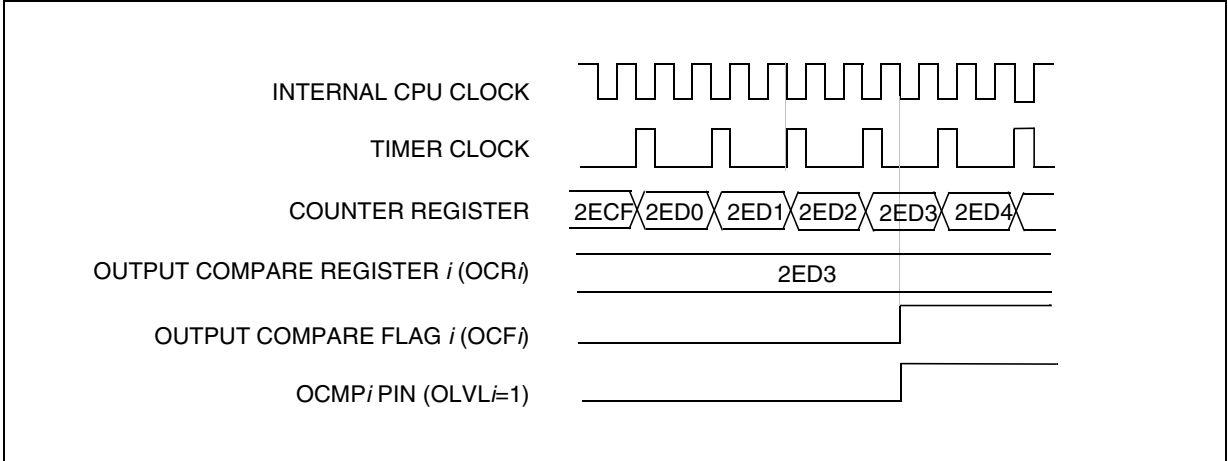 INTERNAL CPU CLOCK
TIMER CLOCK
COUNTER REGISTER 2ECF 2ED0 2ED1 2ED2 2ED3 2ED4
OUTPUT COMPARE REGISTER i (OCRi) 2ED3
OUTPUT COMPARE FLAG i (OCFi)
OCMPi PIN (OLVLi=1)